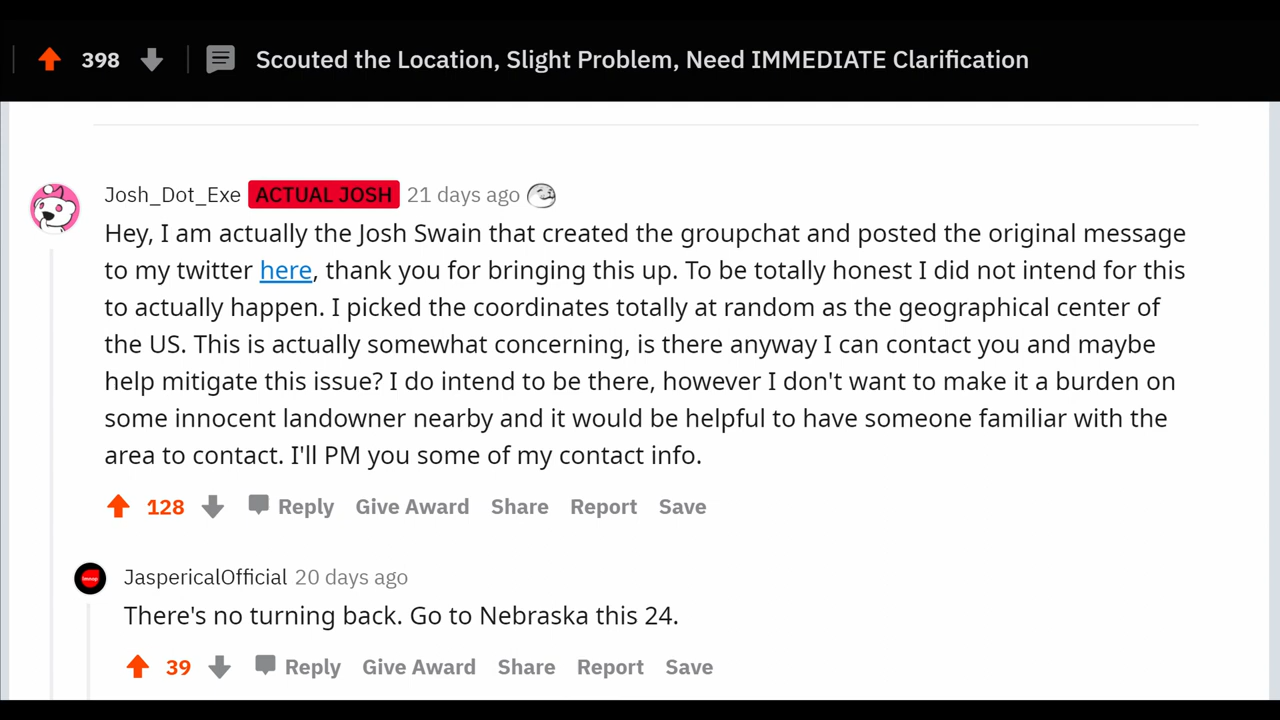 398 Scouted the Location, Slight Problem, Need IMMEDIATE Clarification
Josh_Dot_Exe ACTUAL JOSH 21 days ago
Hey, I am actually the Josh Swain that created the groupchat and posted the original message
to my twitter here, thank you for bringing this up. To be totally honest I did not intend for this
to actually happen. I picked the coordinates totally at random as the geographical center of
the US. This is actually somewhat concerning, is there anyway I can contact you and maybe
help mitigate this issue? I do intend to be there, however I don't want to make it a burden on
some innocent landowner nearby and it would be helpful to have someone familiar with the
area to contact. I'll PM you some of my contact info.
128 Reply Give Award Share Report Save
JaspericalOfficial 20 days ago
There's no turning back. Go to Nebraska this 24.
39 Reply Give Award Share Report Save